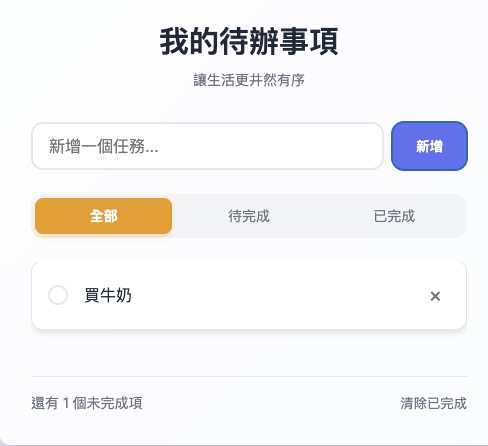 我的待辦事項
讓生活更井然有序
新增一個任務...
新增
全部
待完成
已完成
買牛奶
×
還有 1 個未完成項
清除已完成